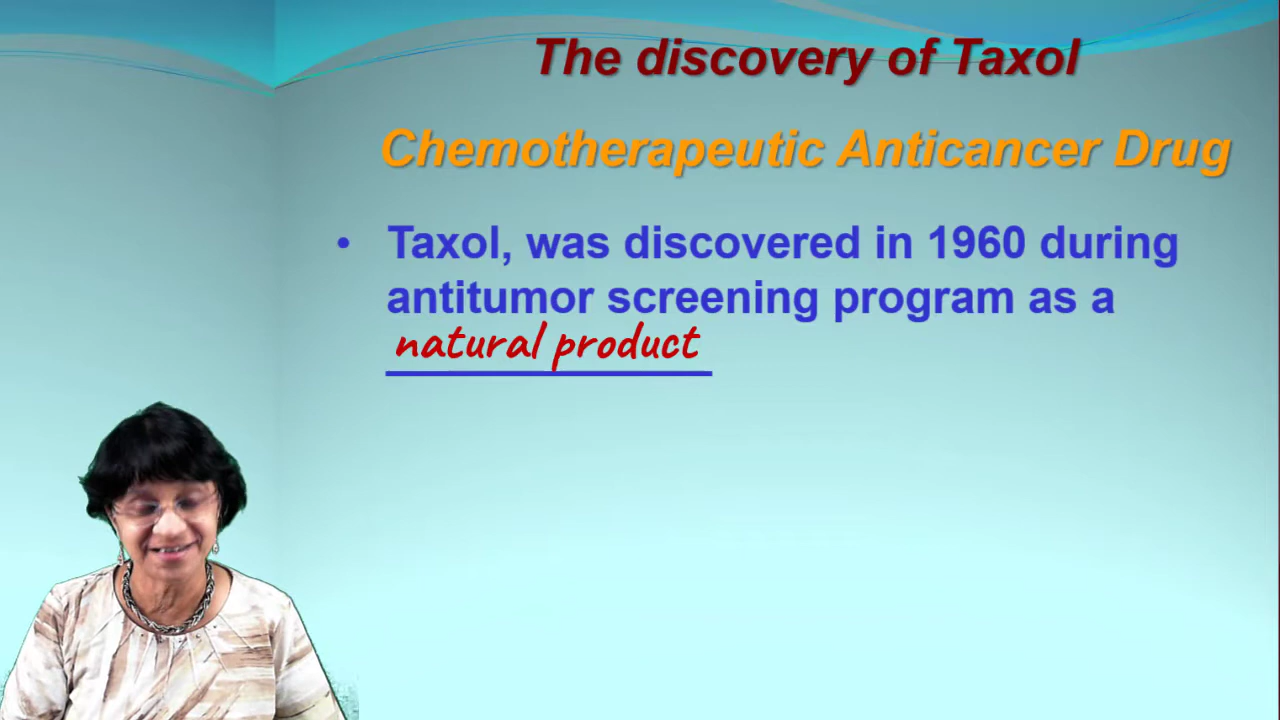 The discovery of Taxol
Chemotherapeutic Anticancer Drug
• Taxol, was discovered in 1960 during
antitumor screening program as a
natural product